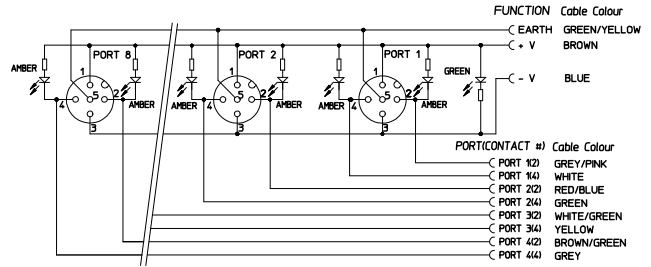 FUNCTION Cable Colour
EARTH GREEN/YELLOW
+ V BROWN
PORT 8 PORT 2 PORT 1
AMBER GREEN
- V BLUE
1 1 1
4 5 2 4 5 2 4 5 2
AMBER AMBER AMBER AMBER AMBER
3 3 3
PORT(CONTACT #) Cable Colour
PORT 1(2) GREY/PINK
PORT 1(4) WHITE
PORT 2(2) RED/BLUE
PORT 2(4) GREEN
PORT 3(2) WHITE/GREEN
PORT 3(4) YELLOW
PORT 4(2) BROWN/GREEN
PORT 4(4) GREY